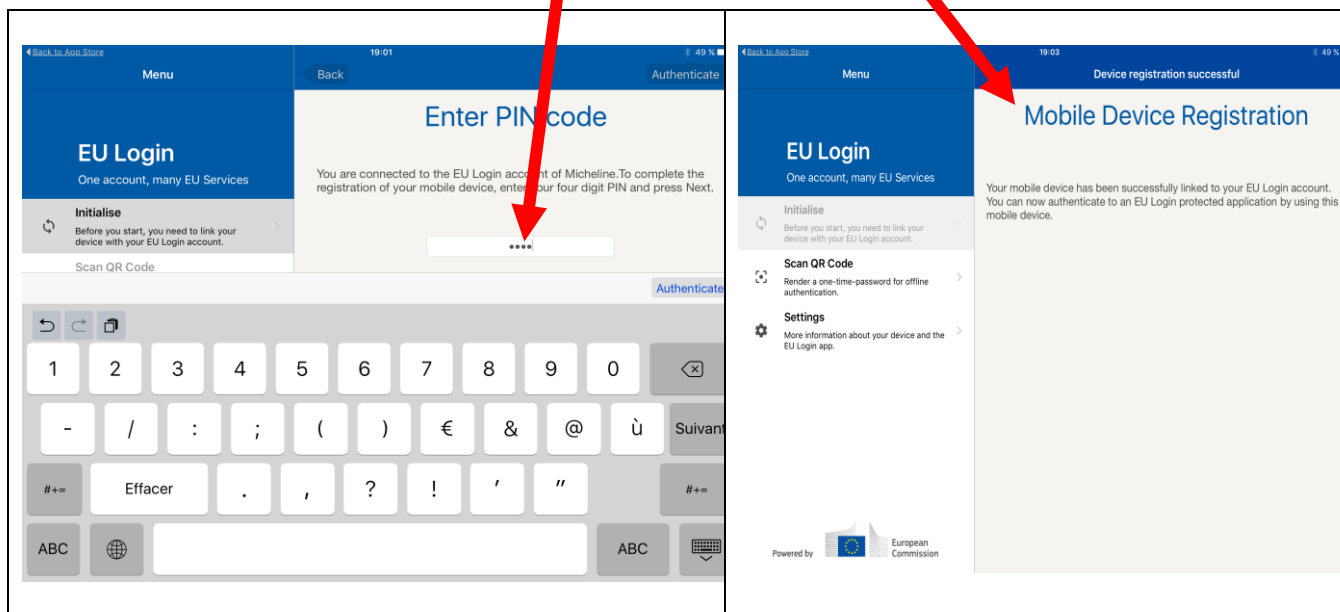 Back to App Store
19:01
49 %
Menu
Back
Authenticate
EU Login
One account, many EU Services
Initialise
Before you start, you need to link your
device with your EU Login account.
Scan QR Code
Enter PIN code
You are connected to the EU Login account of Micheline.To complete the
registration of your mobile device, enter your four digit PIN and press Next.
••••
Authenticate
1 2 3 4 5 6 7 8 9 0
- / : ; ( ) € & @ ù Suivant
#+= Effacer . , ? ! ' " #+=
ABC ABC
Back to App Store
19:03
49 %
Menu
Device registration successful
EU Login
One account, many EU Services
Initialise
Before you start, you need to link your
device with your EU Login account.
Scan QR Code
Render a one-time-password for offline
authentication.
Settings
More information about your device and the
EU Login app.
Powered by
European
Commission
Mobile Device Registration
Your mobile device has been successfully linked to your EU Login account.
You can now authenticate to an EU Login protected application by using this
mobile device.